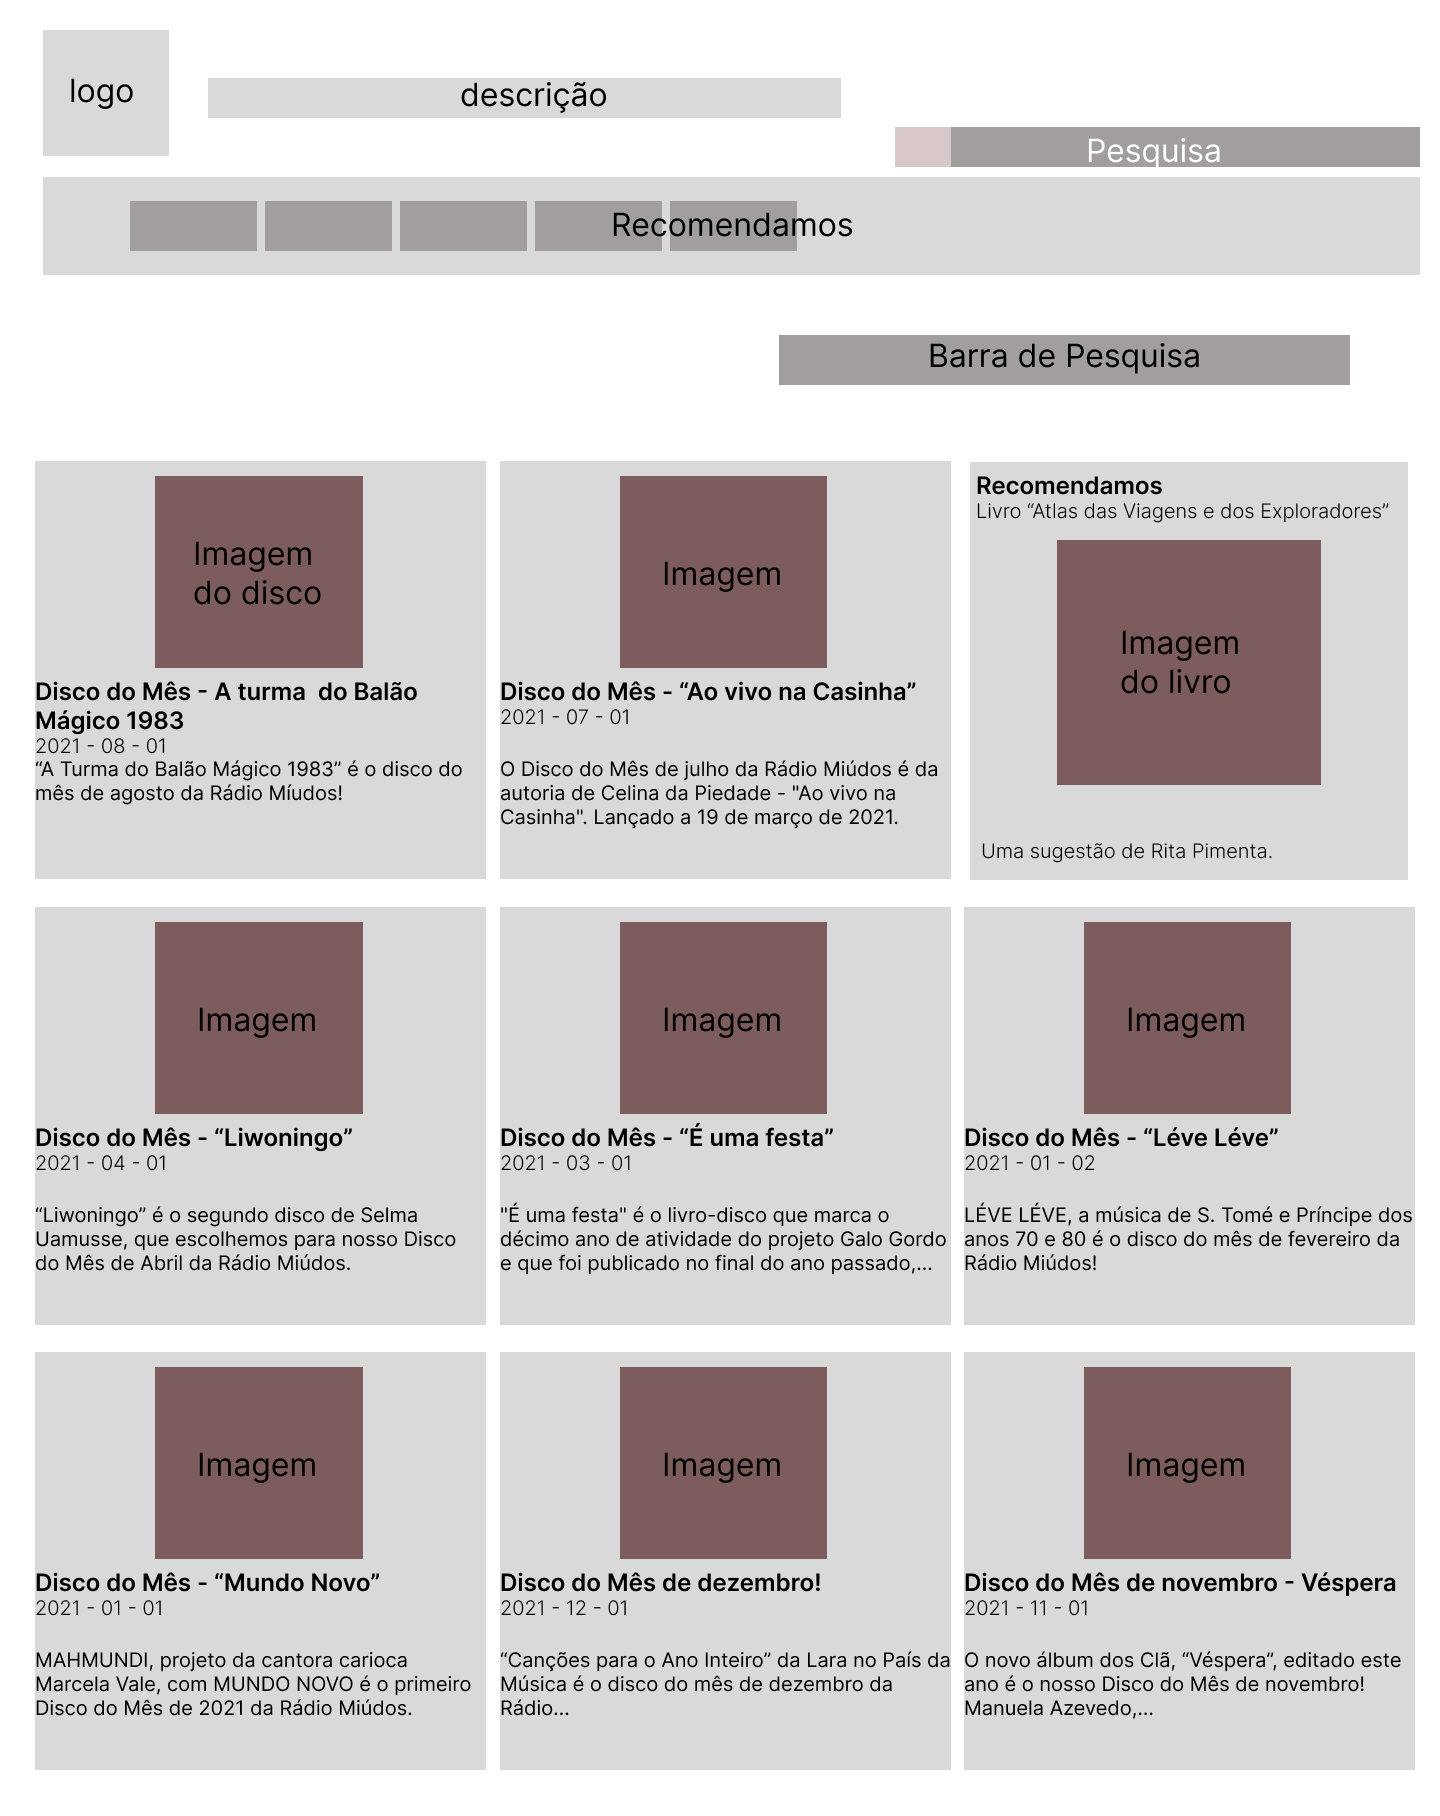 logo
descrição
Pesquisa
Recomendamos
Barra de Pesquisa
Imagem
do disco
Disco do Mês - A turma  do Balão
Mágico 1983
2021 - 08 - 01
“A Turma do Balão Mágico 1983” é o disco do
mês de agosto da Rádio Míudos!
Imagem
Disco do Mês - “Ao vivo na Casinha”
2021 - 07 - 01
O Disco do Mês de julho da Rádio Miúdos é da
autoria de Celina da Piedade - "Ao vivo na
Casinha". Lançado a 19 de março de 2021.
Recomendamos
Livro “Atlas das Viagens e dos Exploradores”
Imagem
do livro
Uma sugestão de Rita Pimenta.
Imagem
Disco do Mês - “Liwoningo”
2021 - 04 - 01
“Liwoningo” é o segundo disco de Selma
Uamusse, que escolhemos para nosso Disco
do Mês de Abril da Rádio Miúdos.
Imagem
Disco do Mês - “É uma festa”
2021 - 03 - 01
"É uma festa" é o livro-disco que marca o
décimo ano de atividade do projeto Galo Gordo
e que foi publicado no final do ano passado,...
Imagem
Disco do Mês - “Léve Léve”
2021 - 01 - 02
LÉVE LÉVE, a música de S. Tomé e Príncipe dos
anos 70 e 80 é o disco do mês de fevereiro da
Rádio Miúdos!
Imagem
Disco do Mês - “Mundo Novo”
2021 - 01 - 01
MAHMUNDI, projeto da cantora carioca
Marcela Vale, com MUNDO NOVO é o primeiro
Disco do Mês de 2021 da Rádio Miúdos.
Imagem
Disco do Mês de dezembro!
2021 - 12 - 01
“Canções para o Ano Inteiro” da Lara no País da
Música é o disco do mês de dezembro da
Rádio...
Imagem
Disco do Mês de novembro - Véspera
2021 - 11 - 01
O novo álbum dos Clã, “Véspera”, editado este
ano é o nosso Disco do Mês de novembro!
Manuela Azevedo,...